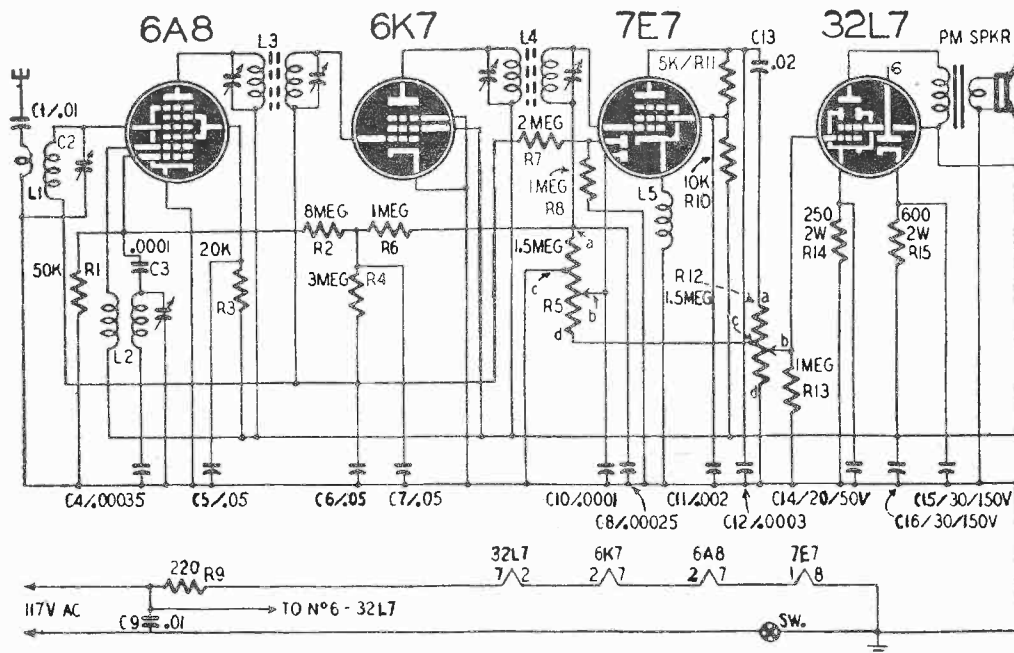 6A8 6K7 7E7 32L7
L3 L4 C13 PM SPKR
5K/R11 .02 6
C1/.01
C2
2 MEG
R7
L1
1MEG
R8
L5
10K
R10
8MEG 1MEG
R2 R6
250
2W
R14
600
2W
R15
.0001
C3
20K
50K R1
1.5MEG a
R12
1.5MEG a
3MEG R4
R3
c R5 b
c b
d
L2
1MEG
R13
d
C4/.00035 C5/.05 C6/.05 C7/.05 C10/.0001 C11/.002 C14/20/50V C15/30/150V
C8/.00025 C12/.0003 C16/30/150V
32L7 6K7 6A8 7E7
220 R9 7 2 2 7 2 7 1 8
117V AC TO Nº6 - 32L7
C9 .01 SW.